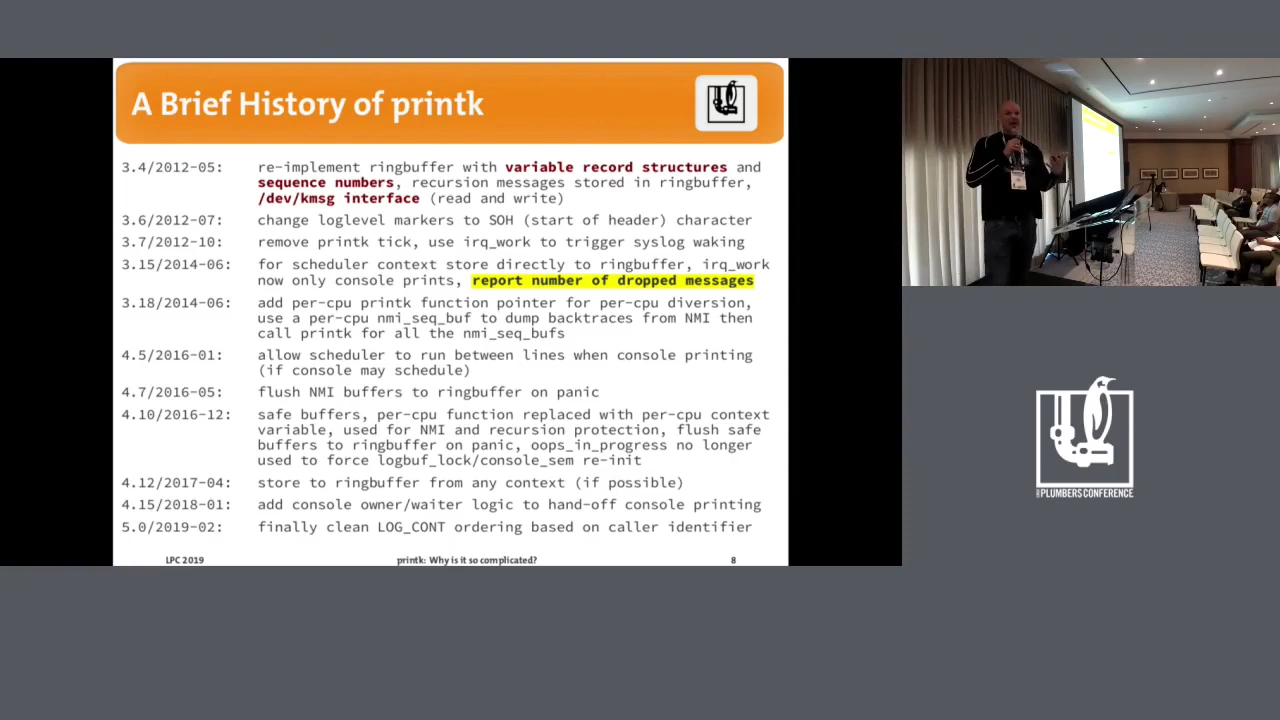 A Brief History of printk
3.4/2012-05: re-implement ringbuffer with variable record structures and
sequence numbers, recursion messages stored in ringbuffer,
/dev/kmsg interface (read and write)
3.6/2012-07: change loglevel markers to SOH (start of header) character
3.7/2012-10: remove printk tick, use irq_work to trigger syslog waking
3.15/2014-06: for scheduler context store directly to ringbuffer, irq_work
now only console prints, report number of dropped messages
3.18/2014-06: add per-cpu printk function pointer for per-cpu diversion,
use a per-cpu nmi_seq_buf to dump backtraces from NMI then
call printk for all the nmi_seq_bufs
4.5/2016-01: allow scheduler to run between lines when console printing
(if console may schedule)
4.7/2016-05: flush NMI buffers to ringbuffer on panic
4.10/2016-12: safe buffers, per-cpu function replaced with per-cpu context
variable, used for NMI and recursion protection, flush safe
buffers to ringbuffer on panic, oops_in_progress no longer
used to force logbuf_lock/console_sem re-init
4.12/2017-04: store to ringbuffer from any context (if possible)
4.15/2018-01: add console owner/waiter logic to hand-off console printing
5.0/2019-02: finally clean LOG_CONT ordering based on caller identifier
LPC 2019 printk: Why is it so complicated? 8
PLUMBERS CONFERENCE